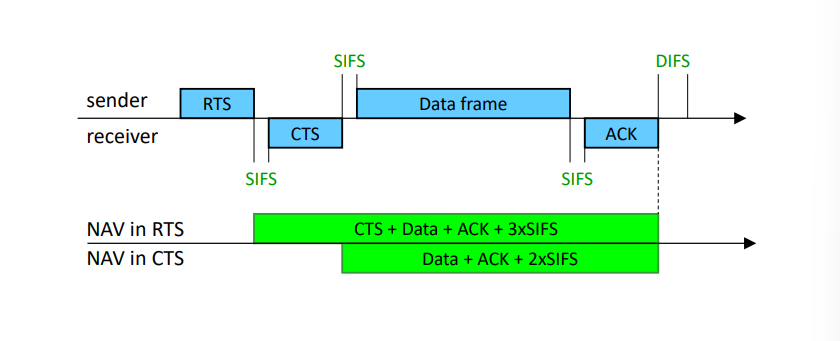 SIFS DIFS
sender RTS Data frame
receiver CTS ACK
SIFS SIFS
NAV in RTS CTS + Data + ACK + 3xSIFS
NAV in CTS Data + ACK + 2xSIFS